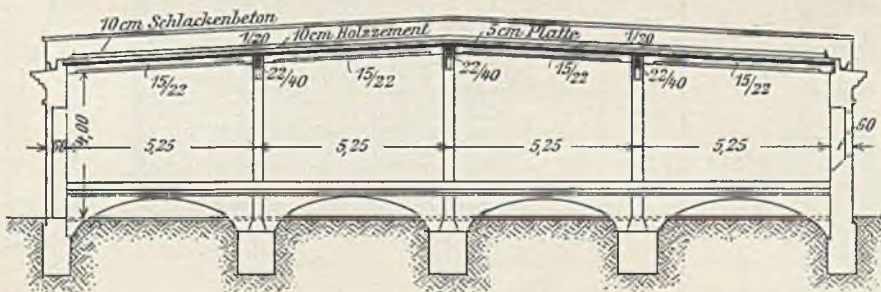 10 cm Schlackenbeton
1/20 10 cm Holzzement 5 cm Platte 1/20
15/22 22/40 15/22 22/40 15/22 22/40 15/22
4,00
60 5,25 5,25 5,25 5,25 60